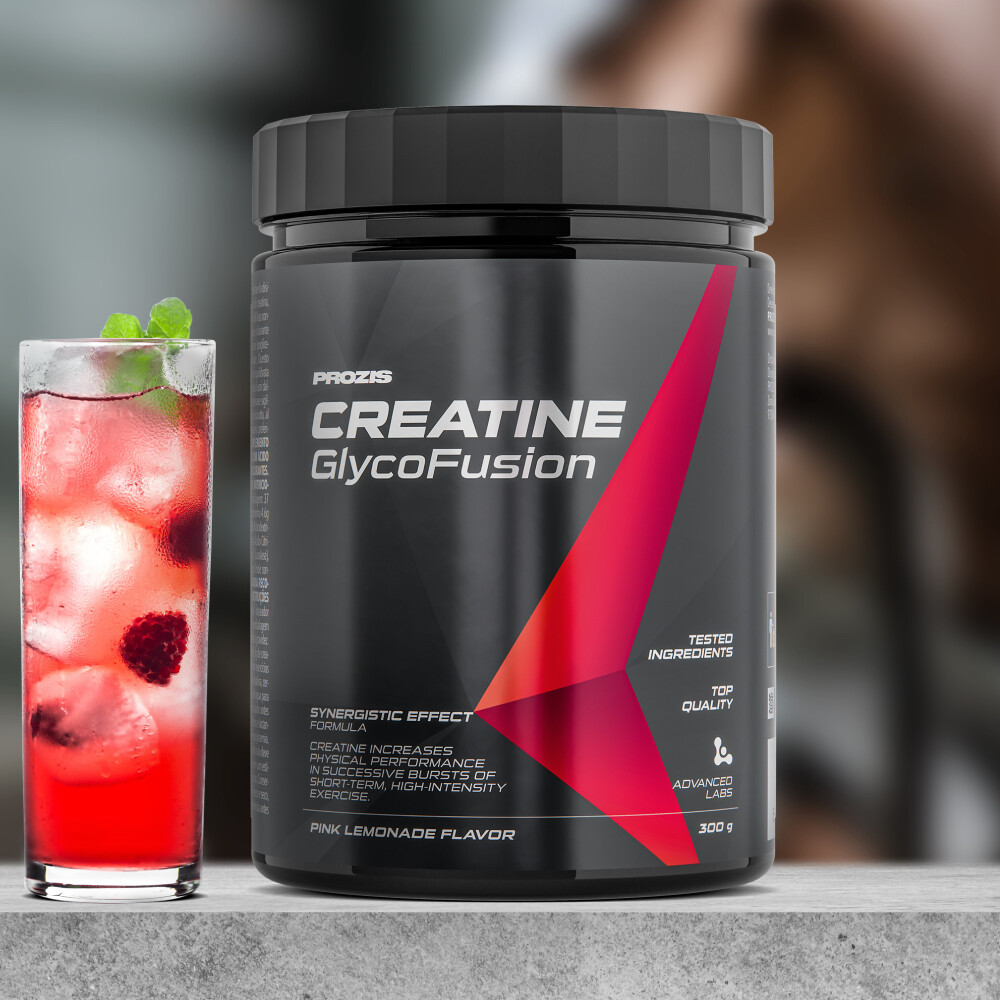 PROZIS
CREATINE
GlycoFusion
TESTED
INGREDIENTS
TOP
QUALITY
ADVANCED
LABS
SYNERGISTIC EFFECT
FORMULA
CREATINE INCREASES
PHYSICAL PERFORMANCE
IN SUCCESSIVE BURSTS OF
SHORT-TERM, HIGH-INTENSITY
EXERCISE.
PINK LEMONADE FLAVOR
300 g